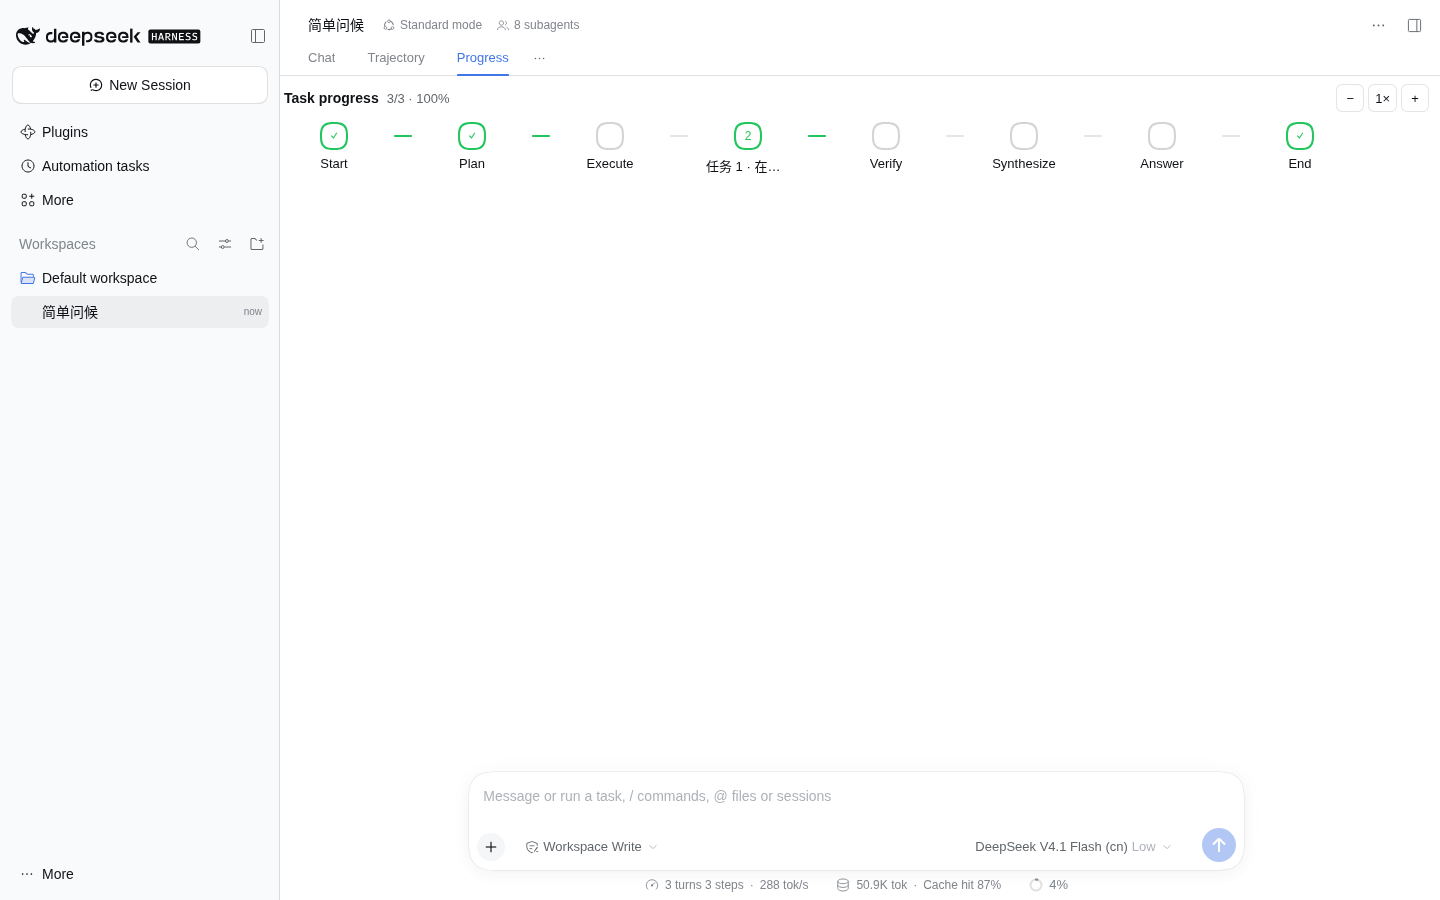 deepseek HARNESS
New Session
Plugins
Automation tasks
More
Workspaces
Default workspace
简单问候 now
More
简单问候 Standard mode 8 subagents
Chat Trajectory Progress ···
Task progress 3/3 · 100%
− 1× +
2
Start Plan Execute 任务 1 · 在… Verify Synthesize Answer End
Message or run a task, / commands, @ files or sessions
Workspace Write DeepSeek V4.1 Flash (cn) Low
3 turns 3 steps · 288 tok/s 50.9K tok · Cache hit 87% 4%